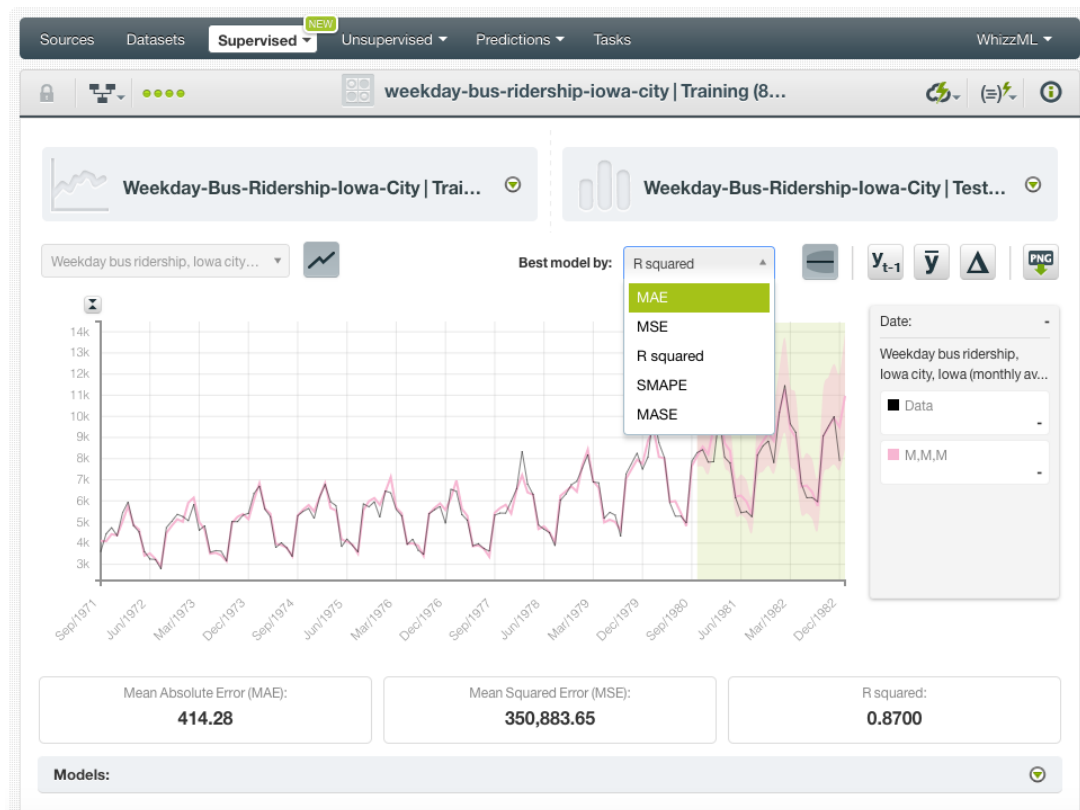 NEW
Sources Datasets Supervised Unsupervised Predictions Tasks WhizzML
weekday-bus-ridership-iowa-city | Training (8...
Weekday-Bus-Ridership-Iowa-City | Trai...
Weekday-Bus-Ridership-Iowa-City | Test...
Weekday bus ridership, Iowa city...
Best model by:
R squared
MAE
MSE
R squared
SMAPE
MASE
yt-1
y̅
Δ
PNG
14k
13k
12k
11k
10k
9k
8k
7k
6k
5k
4k
3k
Sep/1971
Jun/1972
Mar/1973
Dec/1973
Sep/1974
Jun/1975
Mar/1976
Dec/1976
Sep/1977
Jun/1978
Mar/1979
Dec/1979
Sep/1980
Jun/1981
Mar/1982
Dec/1982
Date: -
Weekday bus ridership,
Iowa city, Iowa (monthly av...
Data
-
M,M,M
-
Mean Absolute Error (MAE):
414.28
Mean Squared Error (MSE):
350,883.65
R squared:
0.8700
Models: